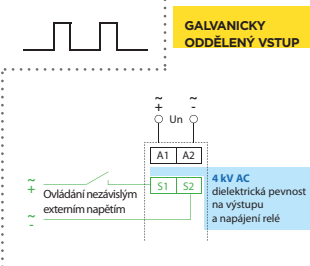 GALVANICKY
ODDĚLENÝ VSTUP
~ ~
+ Un -
A1 A2
S1 S2
4 kV AC
dielektrická pevnost
na výstupu
a napájení relé
~
+
Ovládání nezávislým
externím napětím
~
-